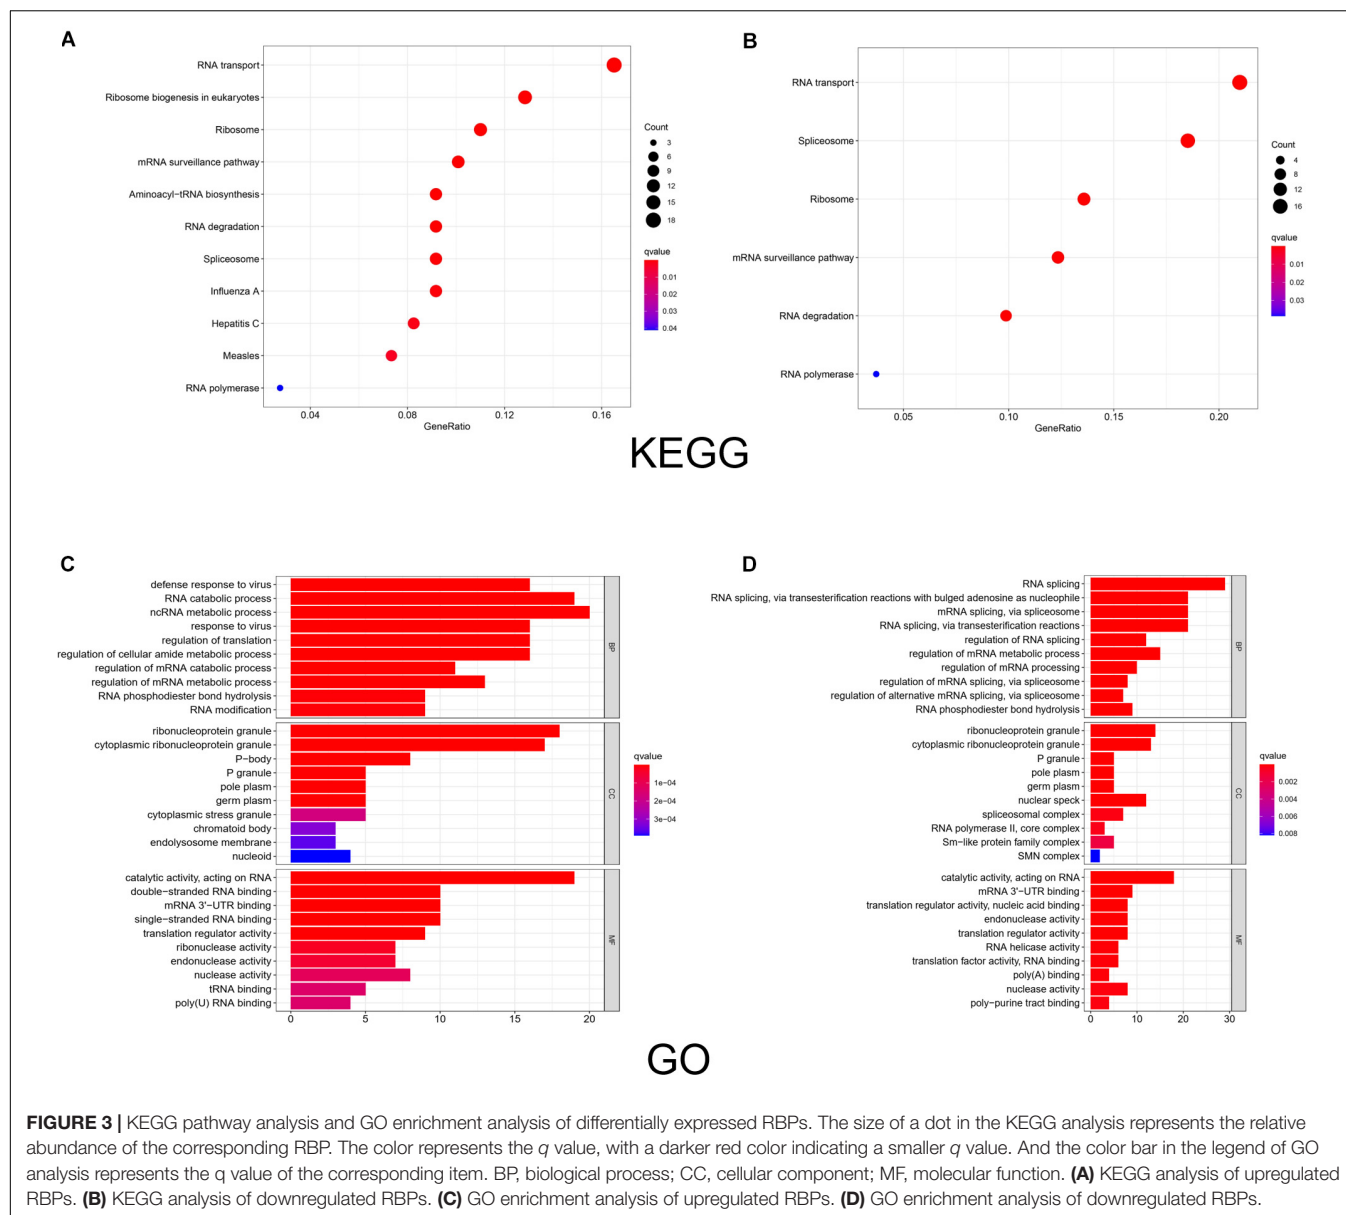 A
RNA transport
Ribosome biogenesis in eukaryotes
Ribosome
mRNA surveillance pathway
Aminoacyl−tRNA biosynthesis
RNA degradation
Spliceosome
Influenza A
Hepatitis C
Measles
RNA polymerase
0.04 0.08 0.12 0.16
GeneRatio
Count
3
6
9
12
15
18
qvalue
0.01
0.02
0.03
0.04
B
RNA transport
Spliceosome
Ribosome
mRNA surveillance pathway
RNA degradation
RNA polymerase
0.05 0.10 0.15 0.20
GeneRatio
Count
4
8
12
16
qvalue
0.01
0.02
0.03
KEGG
C
defense response to virus
RNA catabolic process
ncRNA metabolic process
response to virus
regulation of translation
regulation of cellular amide metabolic process
regulation of mRNA catabolic process
regulation of mRNA metabolic process
RNA phosphodiester bond hydrolysis
RNA modification
BP
ribonucleoprotein granule
cytoplasmic ribonucleoprotein granule
P−body
P granule
pole plasm
germ plasm
cytoplasmic stress granule
chromatoid body
endolysosome membrane
nucleoid
CC
catalytic activity, acting on RNA
double−stranded RNA binding
mRNA 3'−UTR binding
single−stranded RNA binding
translation regulator activity
ribonuclease activity
endonuclease activity
nuclease activity
tRNA binding
poly(U) RNA binding
MF
0 5 10 15 20
qvalue
1e−04
2e−04
3e−04
D
RNA splicing
RNA splicing, via transesterification reactions with bulged adenosine as nucleophile
mRNA splicing, via spliceosome
RNA splicing, via transesterification reactions
regulation of RNA splicing
regulation of mRNA metabolic process
regulation of mRNA processing
regulation of mRNA splicing, via spliceosome
regulation of alternative mRNA splicing, via spliceosome
RNA phosphodiester bond hydrolysis
BP
ribonucleoprotein granule
cytoplasmic ribonucleoprotein granule
P granule
pole plasm
germ plasm
nuclear speck
spliceosomal complex
RNA polymerase II, core complex
Sm−like protein family complex
SMN complex
CC
catalytic activity, acting on RNA
mRNA 3'−UTR binding
translation regulator activity, nucleic acid binding
endonuclease activity
translation regulator activity
RNA helicase activity
translation factor activity, RNA binding
poly(A) binding
nuclease activity
poly−purine tract binding
MF
0 10 20 30
qvalue
0.002
0.004
0.006
0.008
GO
FIGURE 3 | KEGG pathway analysis and GO enrichment analysis of differentially expressed RBPs. The size of a dot in the KEGG analysis represents the relative
abundance of the corresponding RBP. The color represents the q value, with a darker red color indicating a smaller q value. And the color bar in the legend of GO
analysis represents the q value of the corresponding item. BP, biological process; CC, cellular component; MF, molecular function. (A) KEGG analysis of upregulated
RBPs. (B) KEGG analysis of downregulated RBPs. (C) GO enrichment analysis of upregulated RBPs. (D) GO enrichment analysis of downregulated RBPs.